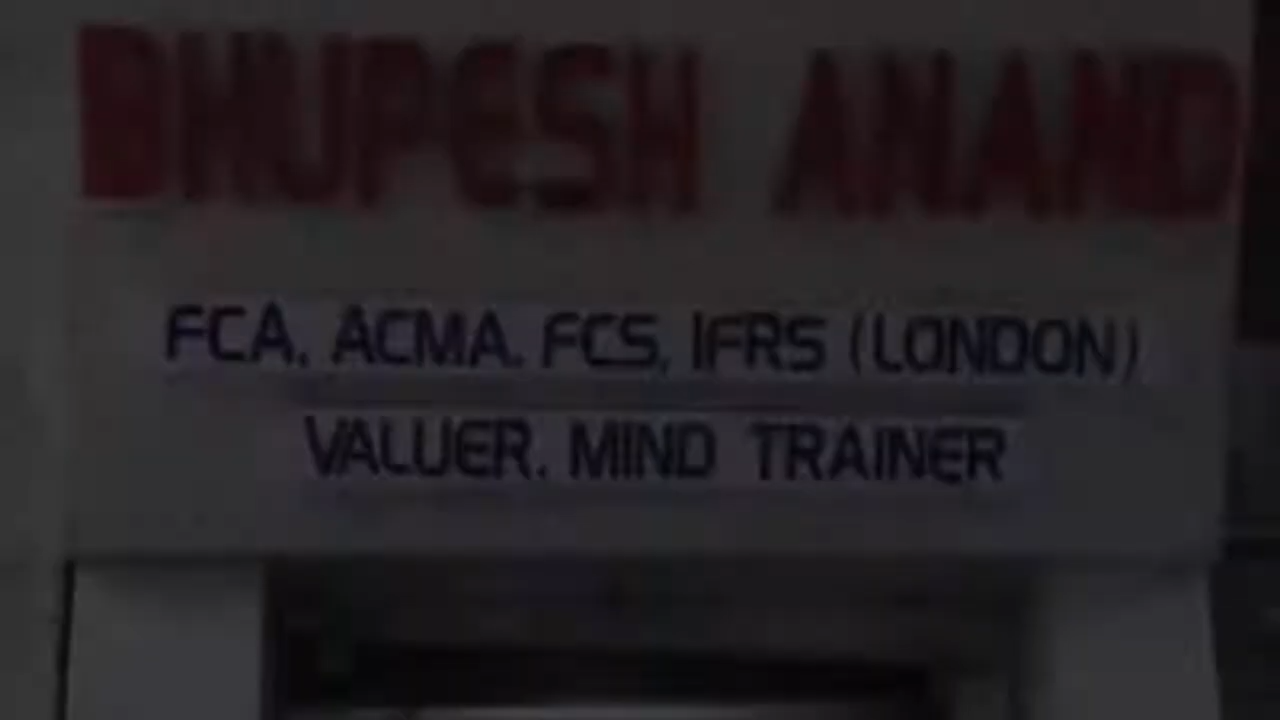 BHUPESH ANAND
FCA, ACMA, FCS, IFRS (LONDON)
VALUER, MIND TRAINER